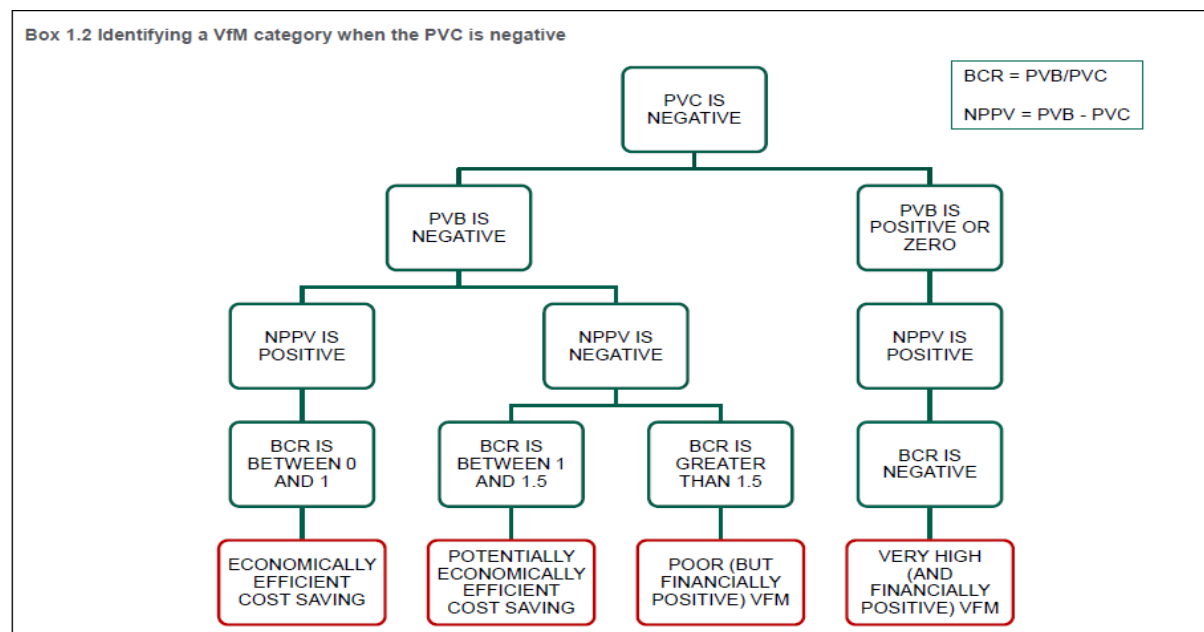 Box 1.2 Identifying a VfM category when the PVC is negative
BCR = PVB/PVC
NPPV = PVB - PVC
PVC IS
NEGATIVE
PVB IS
NEGATIVE
PVB IS
POSITIVE OR
ZERO
NPPV IS
POSITIVE
NPPV IS
NEGATIVE
NPPV IS
POSITIVE
BCR IS
BETWEEN 0
AND 1
BCR IS
BETWEEN 1
AND 1.5
BCR IS
GREATER
THAN 1.5
BCR IS
NEGATIVE
ECONOMICALLY
EFFICIENT
COST SAVING
POTENTIALLY
ECONOMICALLY
EFFICIENT
COST SAVING
POOR (BUT
FINANCIALLY
POSITIVE) VFM
VERY HIGH
(AND
FINANCIALLY
POSITIVE) VFM